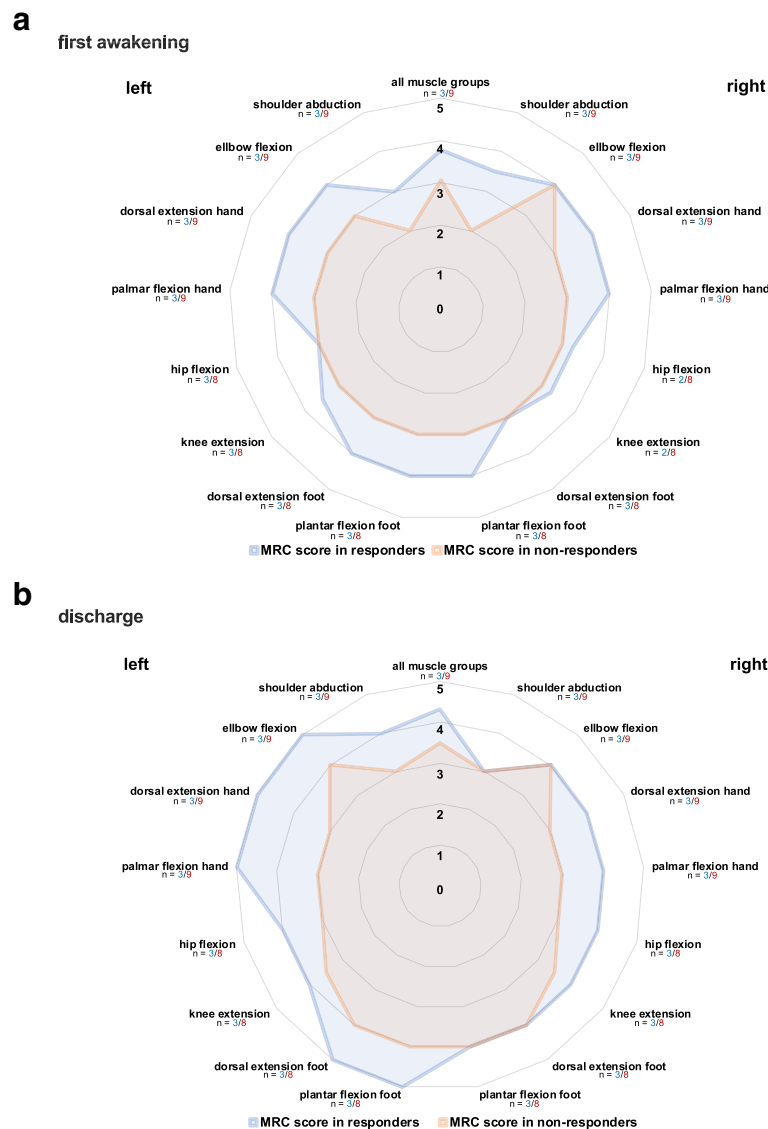 a
first awakening
left
right
all muscle groups
n = 3/9
shoulder abduction
n = 3/9
shoulder abduction
n = 3/9
ellbow flexion
n = 3/9
ellbow flexion
n = 3/9
dorsal extension hand
n = 3/9
dorsal extension hand
n = 3/9
palmar flexion hand
n = 3/9
palmar flexion hand
n = 3/9
hip flexion
n = 3/8
hip flexion
n = 2/8
knee extension
n = 3/8
knee extension
n = 2/8
dorsal extension foot
n = 3/8
dorsal extension foot
n = 3/8
plantar flexion foot
n = 3/8
plantar flexion foot
n = 3/8
5
4
3
2
1
0
MRC score in responders
MRC score in non-responders
b
discharge
left
right
all muscle groups
n = 3/9
shoulder abduction
n = 3/9
shoulder abduction
n = 3/9
ellbow flexion
n = 3/9
ellbow flexion
n = 3/9
dorsal extension hand
n = 3/9
dorsal extension hand
n = 3/9
palmar flexion hand
n = 3/9
palmar flexion hand
n = 3/9
hip flexion
n = 3/8
hip flexion
n = 3/8
knee extension
n = 3/8
knee extension
n = 3/8
dorsal extension foot
n = 3/8
dorsal extension foot
n = 3/8
plantar flexion foot
n = 3/8
plantar flexion foot
n = 3/8
5
4
3
2
1
0
MRC score in responders
MRC score in non-responders